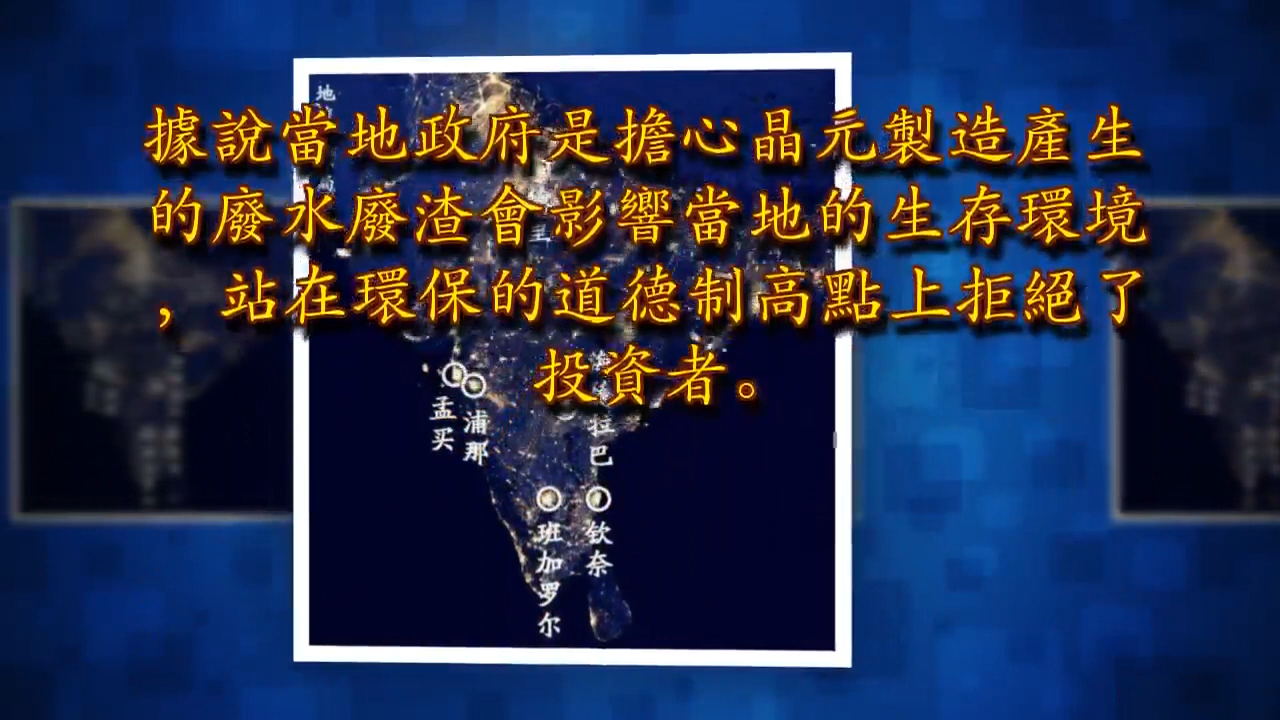 據說當地政府是擔心晶元製造產生
的廢水廢渣會影響當地的生存環境
，站在環保的道德制高點上拒絕了
投資者。
地
孟买
浦那
拉巴
班加罗尔
钦奈